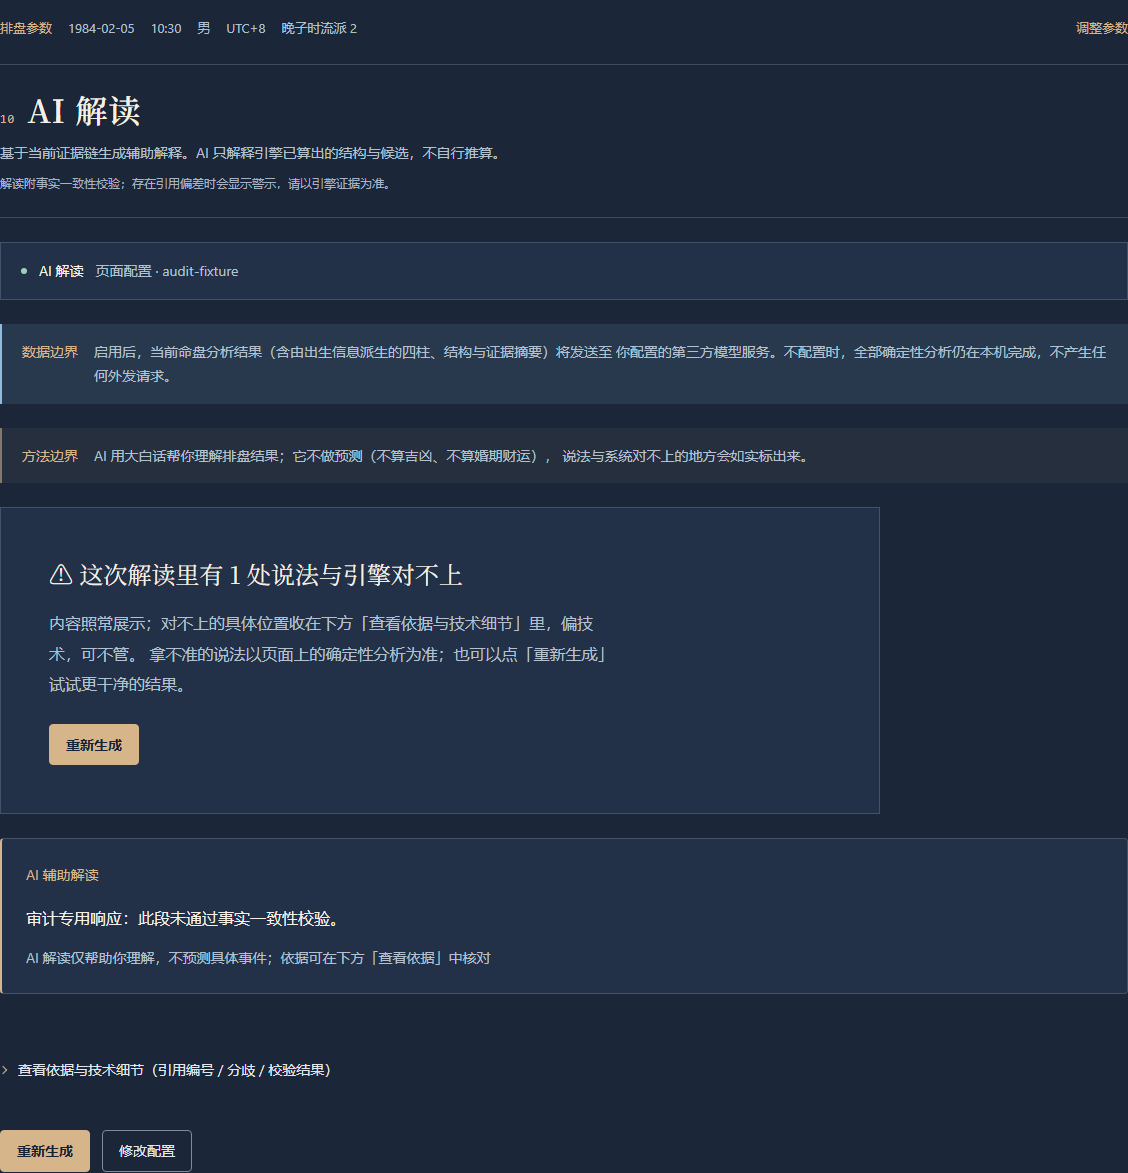 排盘参数 1984-02-05 10:30 男 UTC+8 晚子时流派 2 调整参数
10 AI 解读
基于当前证据链生成辅助解释。AI 只解释引擎已算出的结构与候选，不自行推算。
解读附事实一致性校验；存在引用偏差时会显示警示，请以引擎证据为准。
AI 解读 页面配置 · audit-fixture
数据边界 启用后，当前命盘分析结果（含由出生信息派生的四柱、结构与证据摘要）将发送至 你配置的第三方模型服务。不配置时，全部确定性分析仍在本机完成，不产生任
何外发请求。
方法边界 AI 用大白话帮你理解排盘结果；它不做预测（不算吉凶、不算婚期财运）， 说法与系统对不上的地方会如实标出来。
⚠ 这次解读里有 1 处说法与引擎对不上
内容照常展示；对不上的具体位置收在下方「查看依据与技术细节」里，偏技
术，可不管。 拿不准的说法以页面上的确定性分析为准；也可以点「重新生成」
试试更干净的结果。
重新生成
AI 辅助解读
审计专用响应：此段未通过事实一致性校验。
AI 解读仅帮助你理解，不预测具体事件；依据可在下方「查看依据」中核对
查看依据与技术细节（引用编号 / 分歧 / 校验结果）
重新生成 修改配置